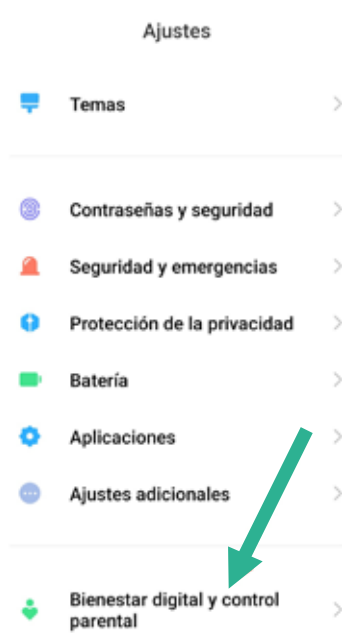 Ajustes
Temas
Contraseñas y seguridad
Seguridad y emergencias
Protección de la privacidad
Batería
Aplicaciones
Ajustes adicionales
Bienestar digital y control
parental